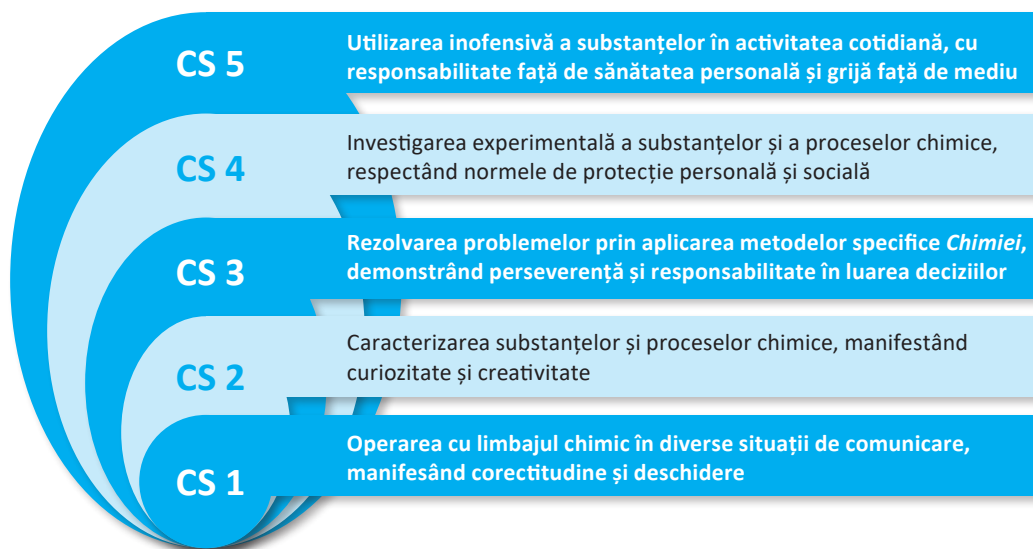 CS 5
Utilizarea inofensivă a substanțelor în activitatea cotidiană, cu
responsabilitate față de sănătatea personală și grijă față de mediu
CS 4
Investigarea experimentală a substanțelor și a proceselor chimice,
respectând normele de protecție personală și socială
CS 3
Rezolvarea problemelor prin aplicarea metodelor specifice Chimiei,
demonstrând perseverență și responsabilitate în luarea deciziilor
CS 2
Caracterizarea substanțelor și proceselor chimice, manifestând
curiozitate și creativitate
CS 1
Operarea cu limbajul chimic în diverse situații de comunicare,
manifesând corectitudine și deschidere